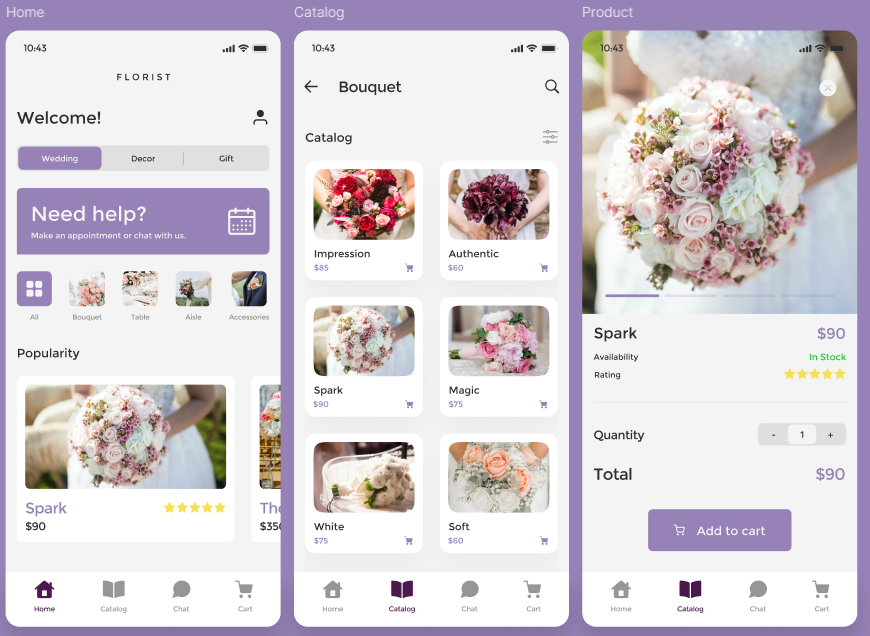 Home
10:43
FLORIST
Welcome!
Wedding Decor Gift
Need help?
Make an appointment or chat with us.
All Bouquet Table Aisle Accessories
Popularity
Spark The
$90 $350
Home Catalog Chat Cart
Catalog
10:43
Bouquet
Catalog
Impression Authentic
$85 $60
Spark Magic
$90 $75
White Soft
$75 $60
Home Catalog Chat Cart
Product
10:43
Spark $90
Availability In Stock
Rating
Quantity - 1 +
Total $90
Add to cart
Home Catalog Chat Cart